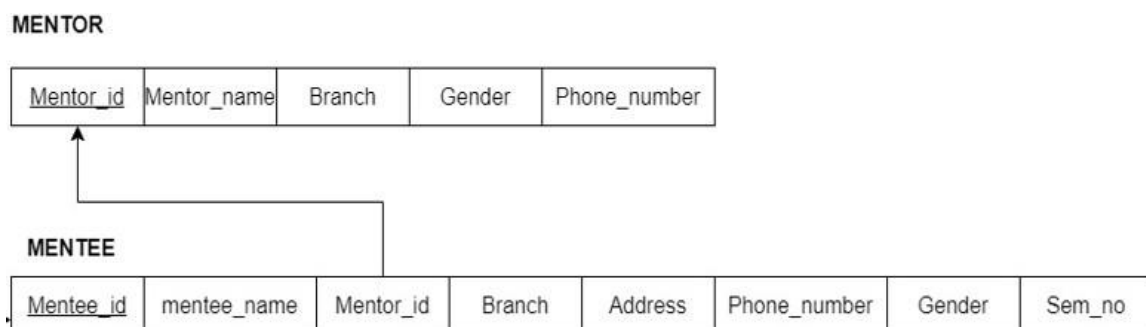 MENTOR
Mentor_id Mentor_name Branch Gender Phone_number
MENTEE
Mentee_id mentee_name Mentor_id Branch Address Phone_number Gender Sem_no